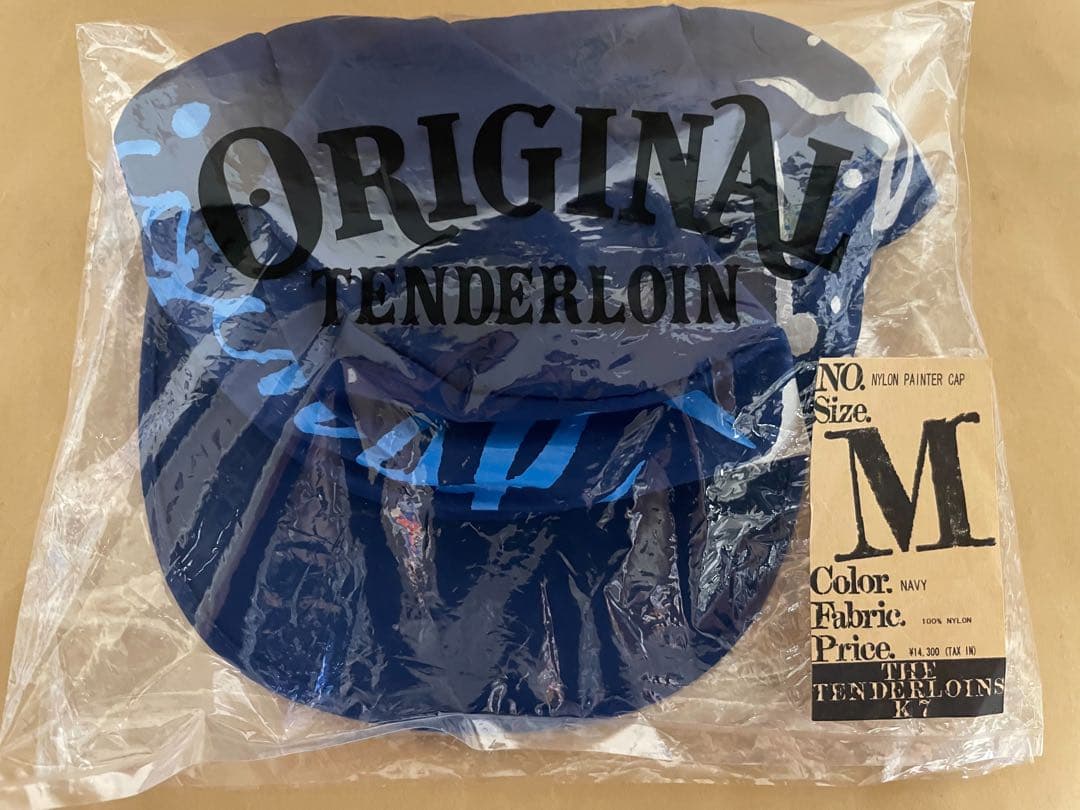 ORIGINAL
TENDERLOIN
NO. NYLON PAINTER CAP
Size.
M
Color. NAVY
Fabric. 100% NYLON
Price. ¥14,300 (TAX IN)
THE
TENDERLOINS
K7